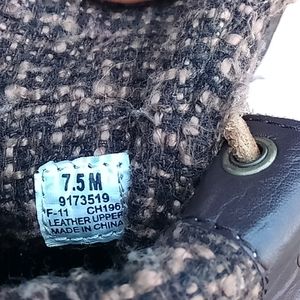 7.5 M
9173519
F-11 CH196
LEATHER UPPER
MADE IN CHINA